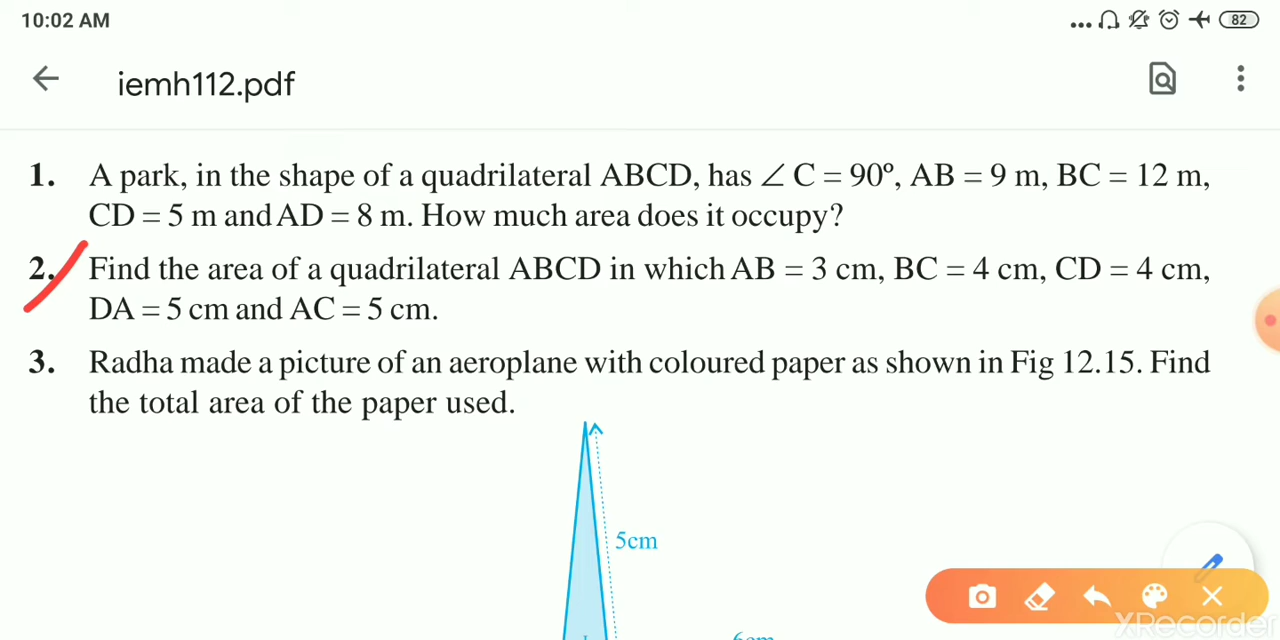 10:02 AM
82
iemh112.pdf
1. A park, in the shape of a quadrilateral ABCD, has ∠ C = 90º, AB = 9 m, BC = 12 m,
CD = 5 m and AD = 8 m. How much area does it occupy?
2. Find the area of a quadrilateral ABCD in which AB = 3 cm, BC = 4 cm, CD = 4 cm,
DA = 5 cm and AC = 5 cm.
3. Radha made a picture of an aeroplane with coloured paper as shown in Fig 12.15. Find
the total area of the paper used.
5cm
6cm
XRecorder